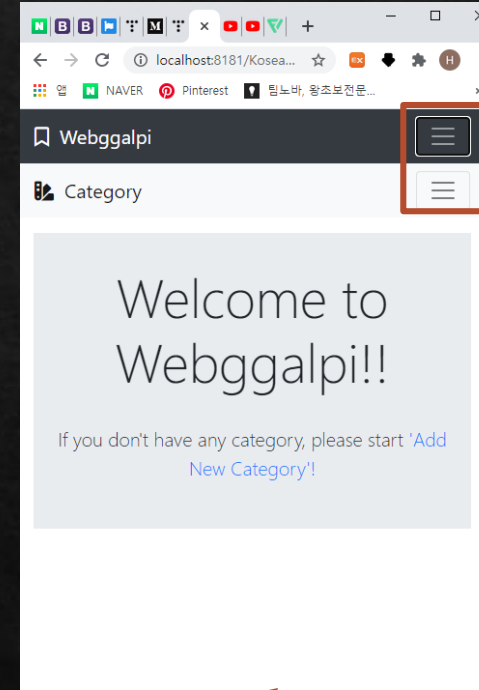 localhost:8181/Kosea...
앱 NAVER Pinterest 팀노바, 왕초보전문...
Webggalpi
Category
Welcome to
Webggalpi!!
If you don't have any category, please start 'Add
New Category'!